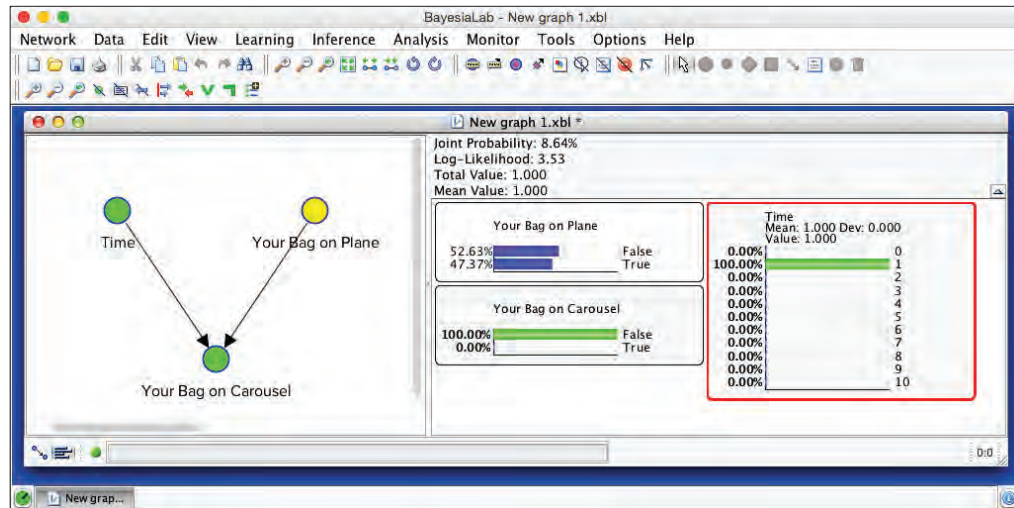 BayesiaLab - New graph 1.xbl
Network Data Edit View Learning Inference Analysis Monitor Tools Options Help
New graph 1.xbl *
Joint Probability: 8.64%
Log-Likelihood: 3.53
Total Value: 1.000
Mean Value: 1.000
Time
Your Bag on Plane
Your Bag on Carousel
Your Bag on Plane
52.63% False
47.37% True
Your Bag on Carousel
100.00% False
0.00% True
Time
Mean: 1.000 Dev: 0.000
Value: 1.000
0.00% 0
100.00% 1
0.00% 2
0.00% 3
0.00% 4
0.00% 5
0.00% 6
0.00% 7
0.00% 8
0.00% 9
0.00% 10
0:0
New grap...